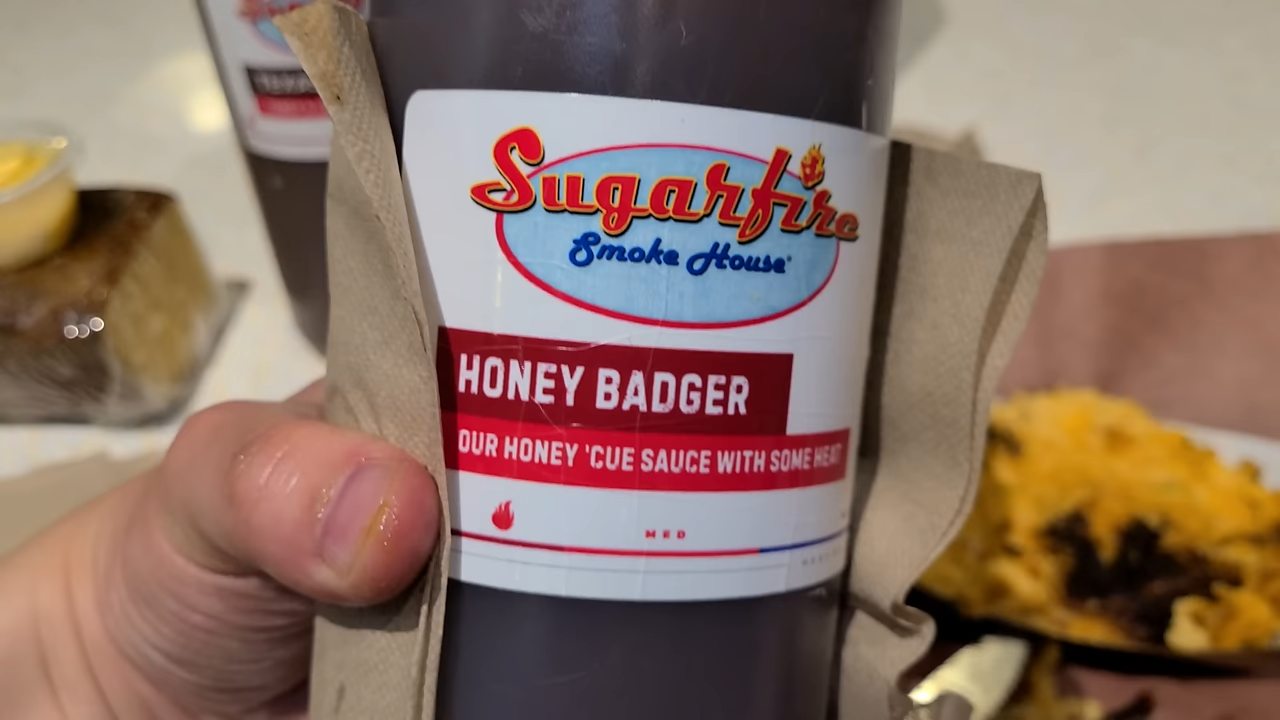 Sugarfire
Smoke House
HONEY BADGER
OUR HONEY 'CUE SAUCE WITH SOME HEAT
MED